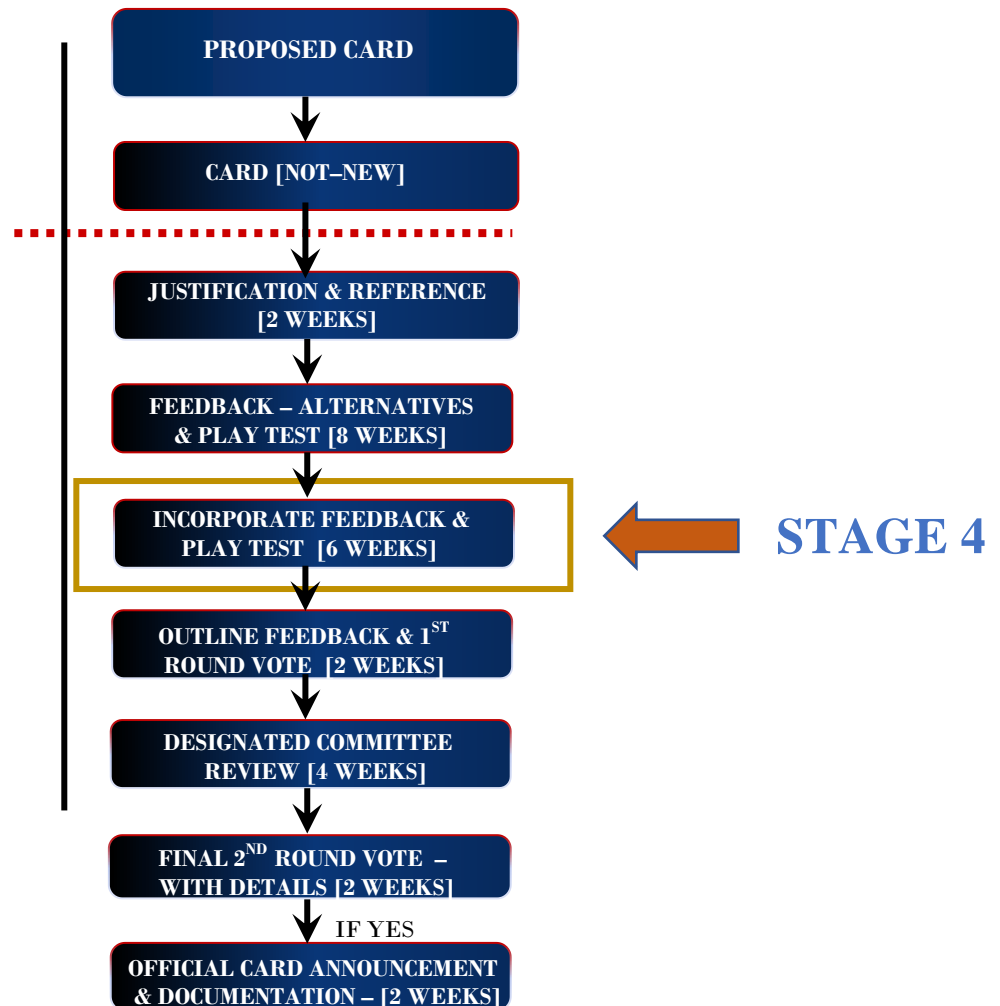 PROPOSED CARD
CARD [NOT–NEW]
JUSTIFICATION & REFERENCE
[2 WEEKS]
FEEDBACK – ALTERNATIVES
& PLAY TEST [8 WEEKS]
INCORPORATE FEEDBACK &
PLAY TEST [6 WEEKS]
STAGE 4
OUTLINE FEEDBACK & 1ST
ROUND VOTE [2 WEEKS]
DESIGNATED COMMITTEE
REVIEW [4 WEEKS]
FINAL 2ND ROUND VOTE –
WITH DETAILS [2 WEEKS]
IF YES
OFFICIAL CARD ANNOUNCEMENT
& DOCUMENTATION – [2 WEEKS]